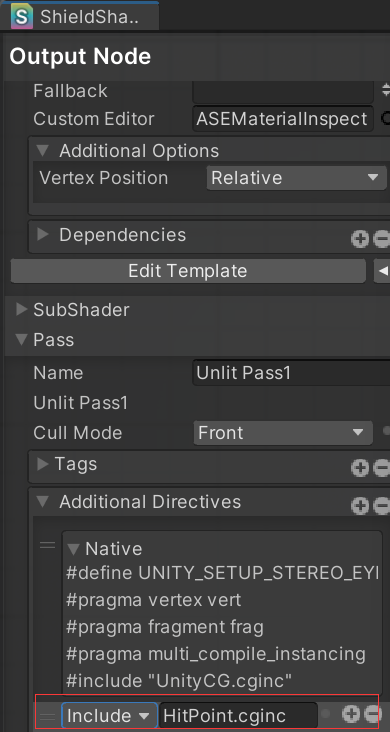 ShieldSha..
Output Node
Fallback
Custom Editor ASEMaterialInspect
Additional Options
Vertex Position Relative
Dependencies
Edit Template
SubShader
Pass
Name Unlit Pass1
Unlit Pass1
Cull Mode Front
Tags
Additional Directives
Native
#define UNITY_SETUP_STEREO_EYI
#pragma vertex vert
#pragma fragment frag
#pragma multi_compile_instancing
#include "UnityCG.cginc"
Include HitPoint.cginc